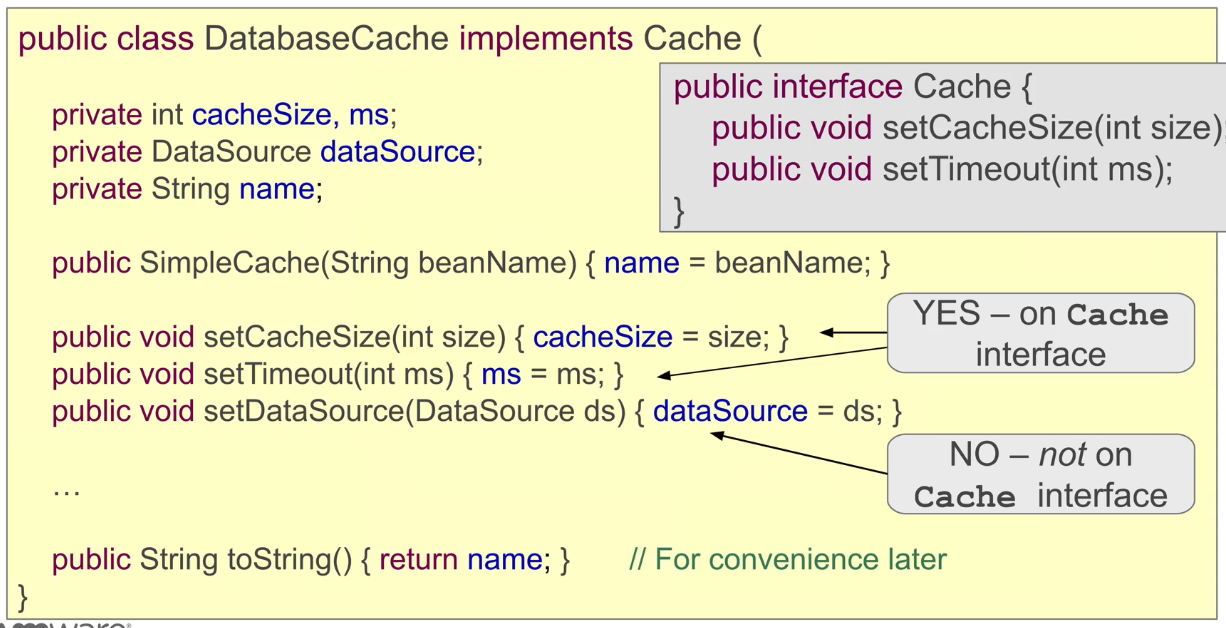 public class DatabaseCache implements Cache (
public interface Cache {
public void setCacheSize(int size);
public void setTimeout(int ms);
}
private int cacheSize, ms;
private DataSource dataSource;
private String name;
public SimpleCache(String beanName) { name = beanName; }
public void setCacheSize(int size) { cacheSize = size; }
public void setTimeout(int ms) { ms = ms; }
public void setDataSource(DataSource ds) { dataSource = ds; }
YES – on Cache
interface
NO – not on
Cache interface
…
public String toString() { return name; } // For convenience later
}